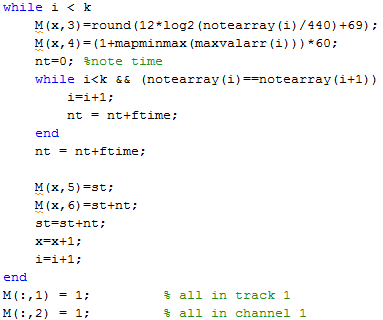 while i < k
M(x,3)=round(12*log2(notearray(i)/440)+69);
M(x,4)=(1+mapminmax(maxvalarr(i)))*60;
nt=0; %note time
while i<k && (notearray(i)==notearray(i+1))
i=i+1;
nt = nt+ftime;
end
nt = nt+ftime;
M(x,5)=st;
M(x,6)=st+nt;
st=st+nt;
x=x+1;
i=i+1;
end
M(:,1) = 1; % all in track 1
M(:,2) = 1; % all in channel 1